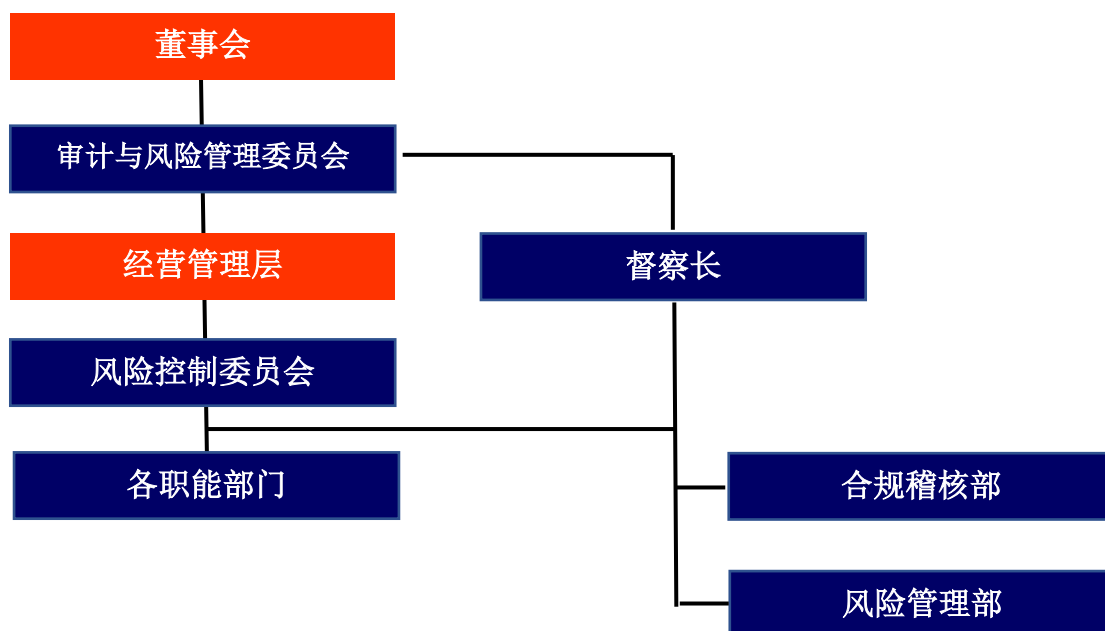 董事会
审计与风险管理委员会
经营管理层
督察长
风险控制委员会
各职能部门
合规稽核部
风险管理部